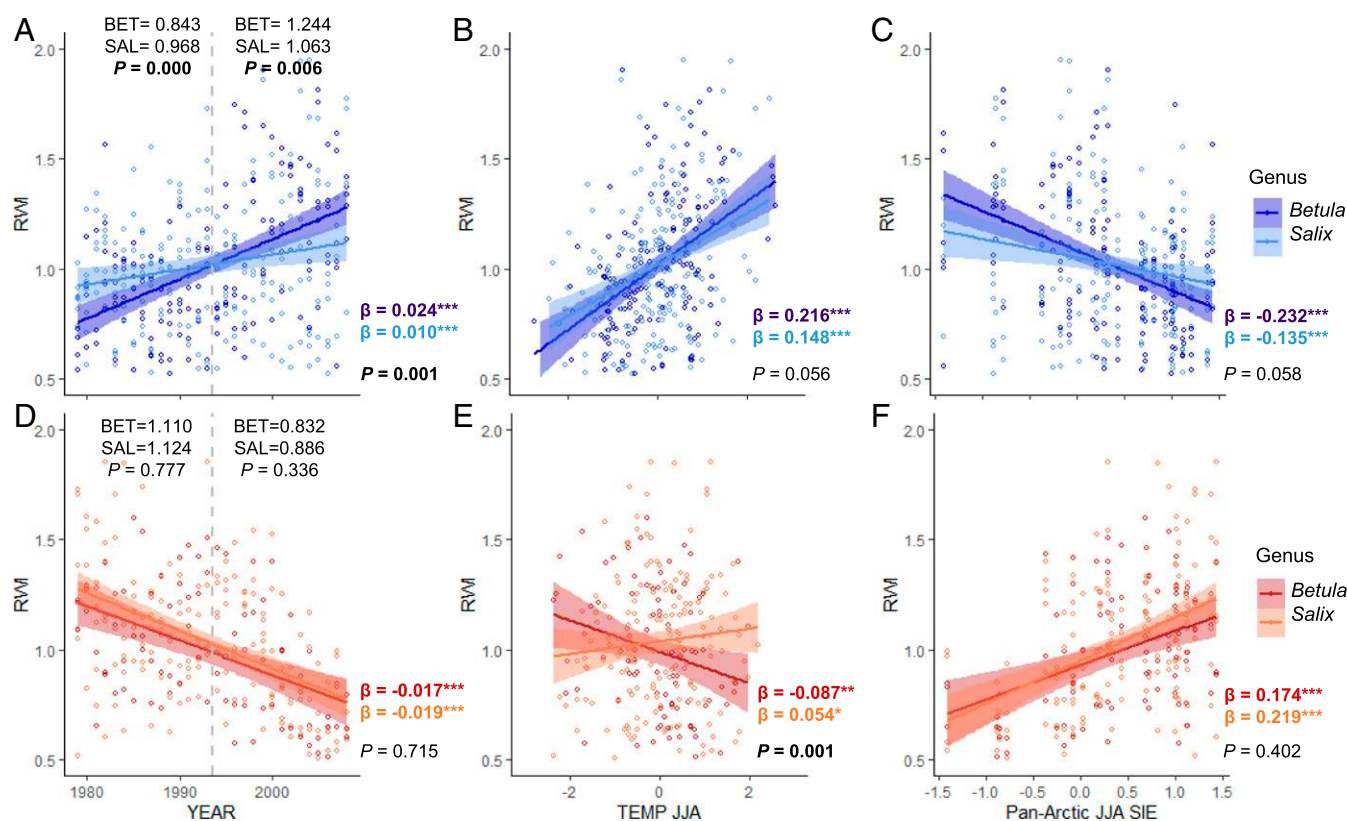 A
BET= 0.843
SAL= 0.968
P = 0.000
BET= 1.244
SAL= 1.063
P = 0.006
2.0
1.5
1.0
0.5
RWI
β = 0.024***
β = 0.010***
P = 0.001
B
2.0
1.5
1.0
0.5
RWI
β = 0.216***
β = 0.148***
P = 0.056
C
2.0
1.5
1.0
0.5
RWI
β = -0.232***
β = -0.135***
P = 0.058
Genus
Betula
Salix
D
BET=1.110
SAL=1.124
P = 0.777
BET=0.832
SAL=0.886
P = 0.336
2.0
1.5
1.0
0.5
RWI
β = -0.017***
β = -0.019***
P = 0.715
1980 1990 2000
YEAR
E
2.0
1.5
1.0
0.5
RWI
β = -0.087**
β = 0.054*
P = 0.001
-2 0 2
TEMP JJA
F
2.0
1.5
1.0
0.5
RWI
β = 0.174***
β = 0.219***
P = 0.402
-1.5 -1.0 -0.5 0.0 0.5 1.0 1.5
Pan-Arctic JJA SIE
Genus
Betula
Salix